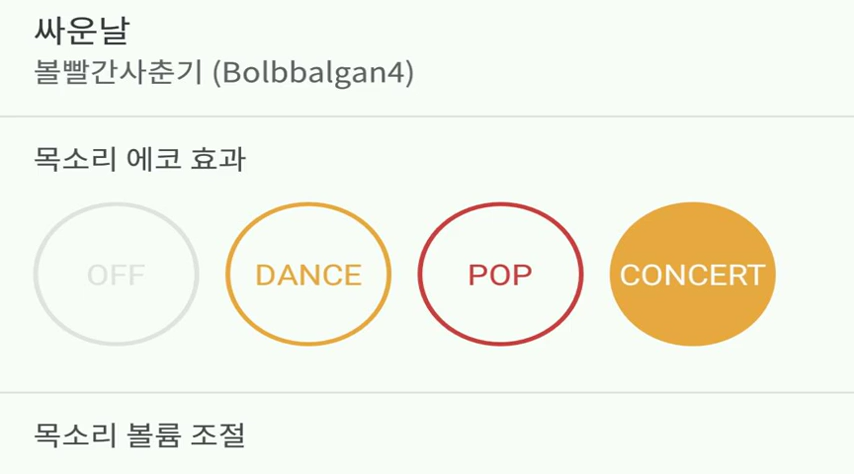 싸운날
볼빨간사춘기 (Bolbbalgan4)
목소리 에코 효과
OFF DANCE POP CONCERT
목소리 볼륨 조절